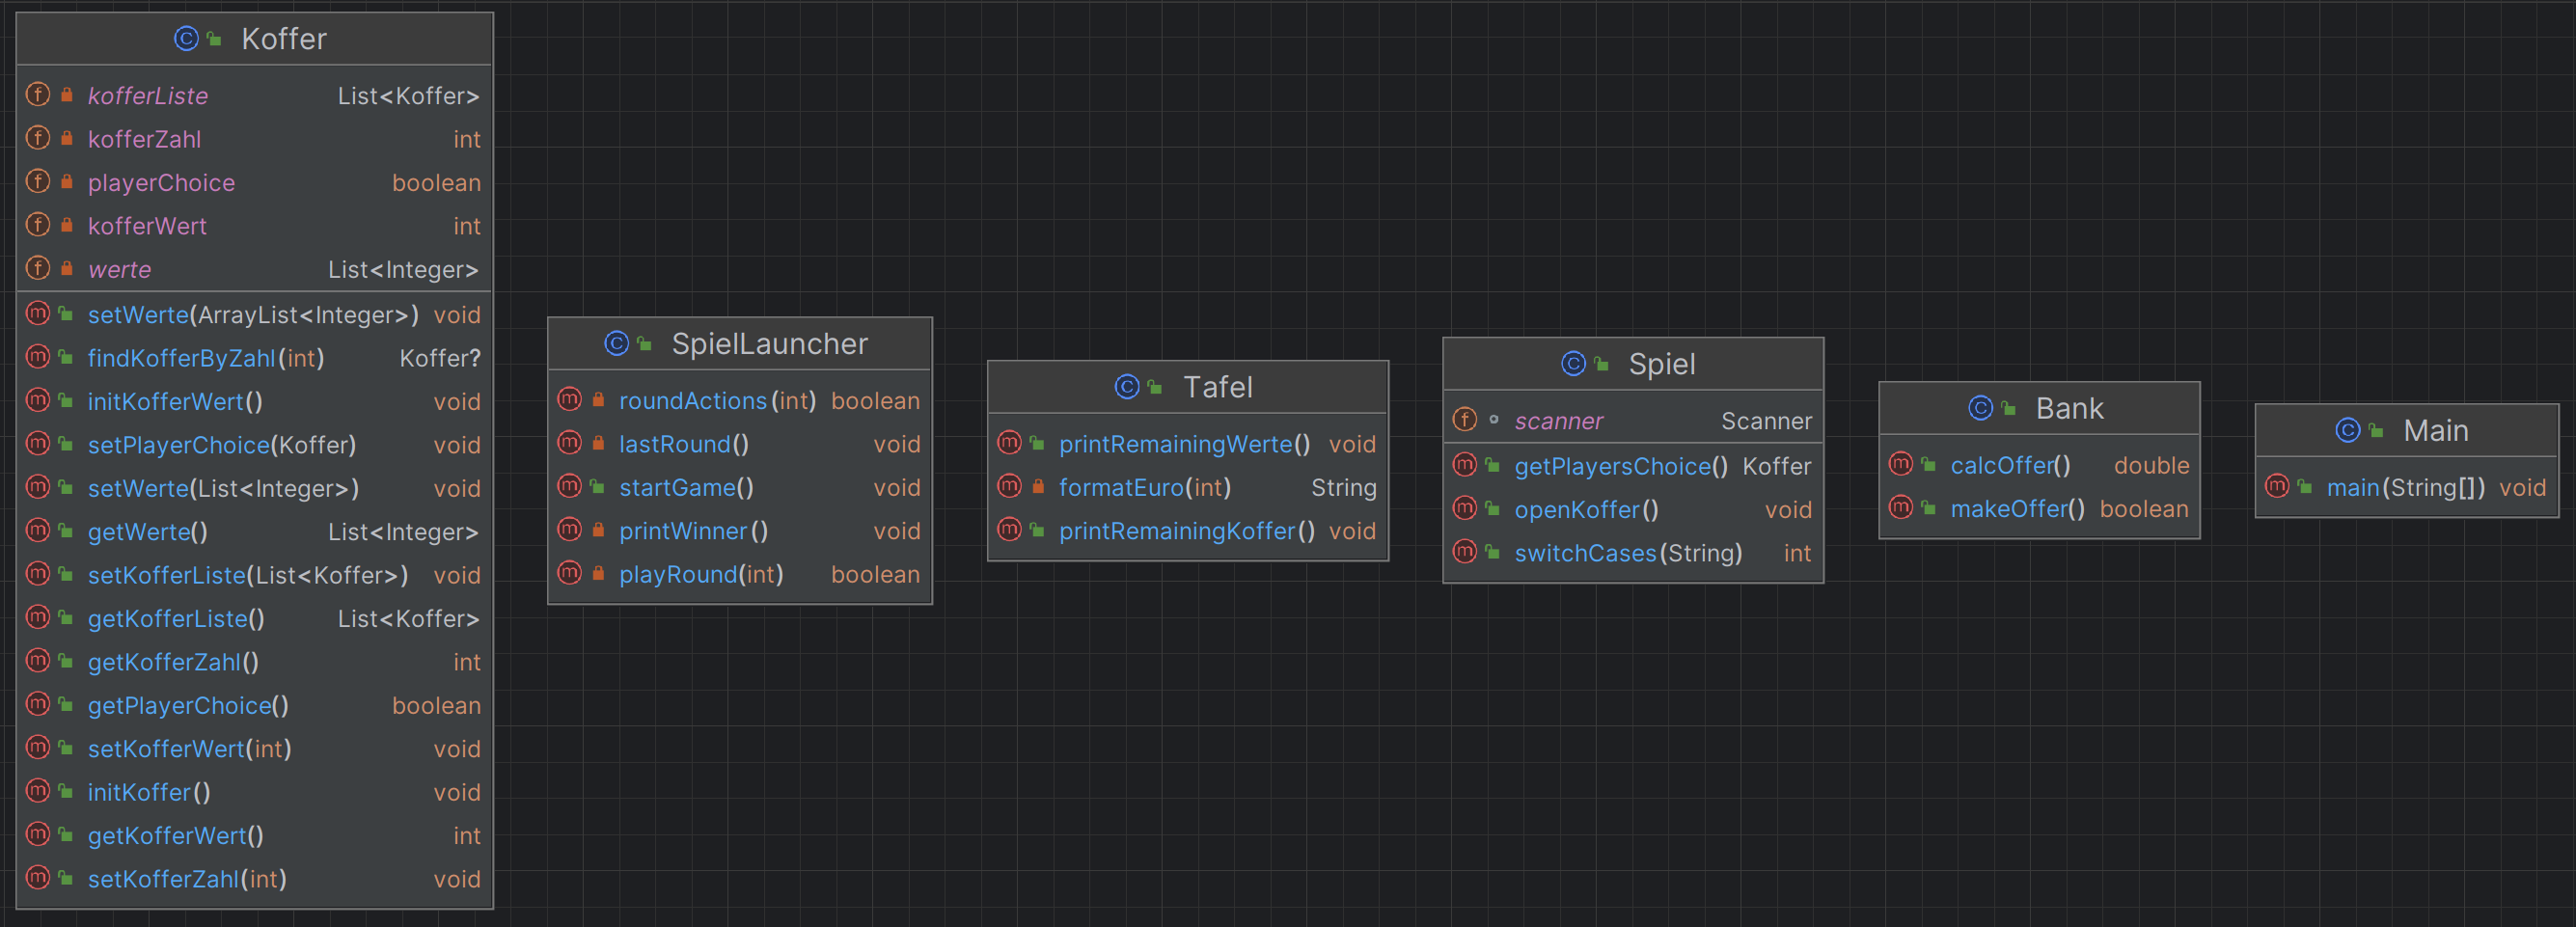 Koffer
kofferListe List<Koffer>
kofferZahl int
playerChoice boolean
kofferWert int
werte List<Integer>
setWerte(ArrayList<Integer>) void
findKofferByZahl(int) Koffer?
initKofferWert() void
setPlayerChoice(Koffer) void
setWerte(List<Integer>) void
getWerte() List<Integer>
setKofferListe(List<Koffer>) void
getKofferListe() List<Koffer>
getKofferZahl() int
getPlayerChoice() boolean
setKofferWert(int) void
initKoffer() void
getKofferWert() int
setKofferZahl(int) void
SpielLauncher
roundActions(int) boolean
lastRound() void
startGame() void
printWinner() void
playRound(int) boolean
Tafel
printRemainingWerte() void
formatEuro(int) String
printRemainingKoffer() void
Spiel
scanner Scanner
getPlayersChoice() Koffer
openKoffer() void
switchCases(String) int
Bank
calcOffer() double
makeOffer() boolean
Main
main(String[]) void